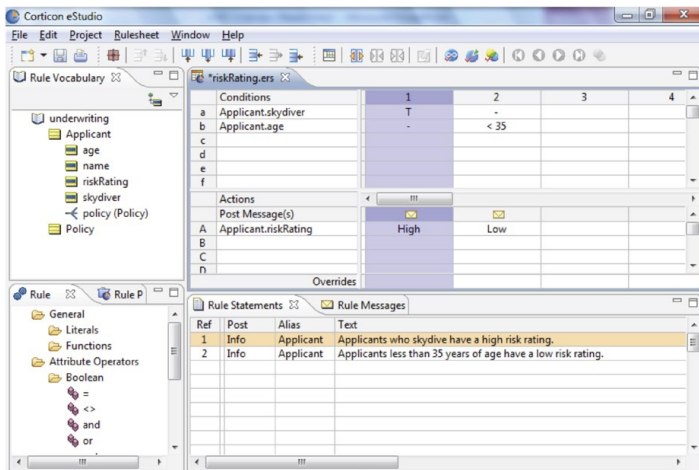 Corticon eStudio
File Edit Project Rulesheet Window Help
Rule Vocabulary
underwriting
Applicant
age
name
riskRating
skydiver
policy (Policy)
Policy
*riskRating.ers
Conditions 1 2 3 4
a Applicant.skydiver T -
b Applicant.age - < 35
c
d
e
f
Actions
Post Message(s)
A Applicant.riskRating High Low
B
C
D
Overrides
Rule Rule P
General
Literals
Functions
Attribute Operators
Boolean
=
<>
and
or
Rule Statements Rule Messages
Ref Post Alias Text
1 Info Applicant Applicants who skydive have a high risk rating.
2 Info Applicant Applicants less than 35 years of age have a low risk rating.